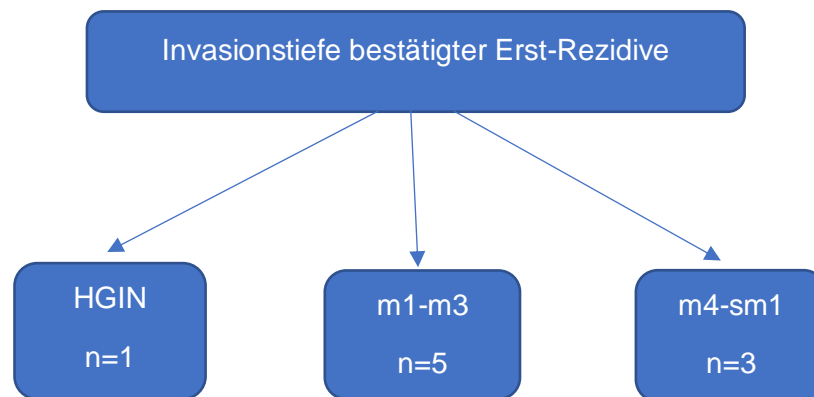 Invasionstiefe bestätigter Erst-Rezidive
HGIN
n=1
m1-m3
n=5
m4-sm1
n=3